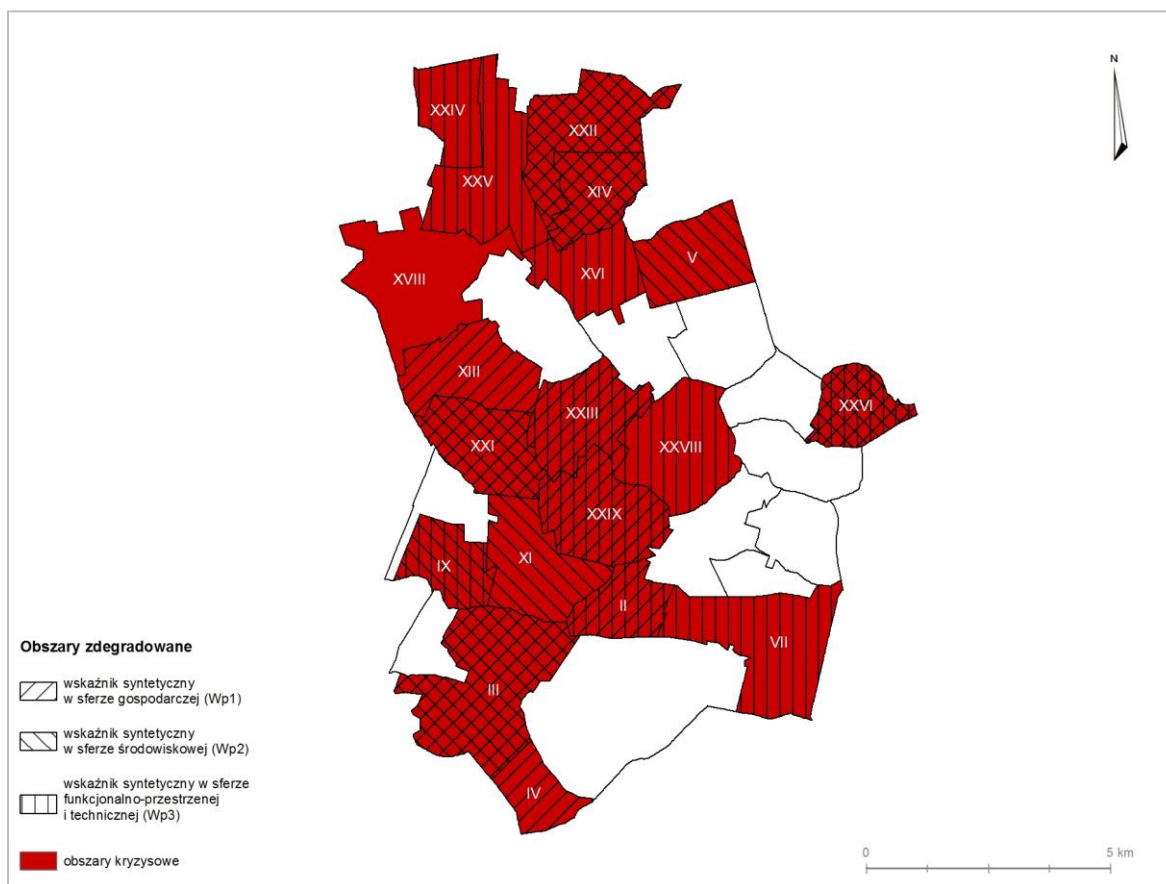 N
XXIV
XXII
XXV
XIV
V
XVI
XVIII
XIII
XXIII
XXVI
XXI
XXVIII
XXIX
XI
IX
II
VII
III
IV
Obszary zdegradowane
wskaźnik syntetyczny
w sferze gospodarczej (Wp1)
wskaźnik syntetyczny
w sferze środowiskowej (Wp2)
wskaźnik syntetyczny w sferze
funkcjonalno-przestrzenej
i technicznej (Wp3)
obszary kryzysowe
0 5 km